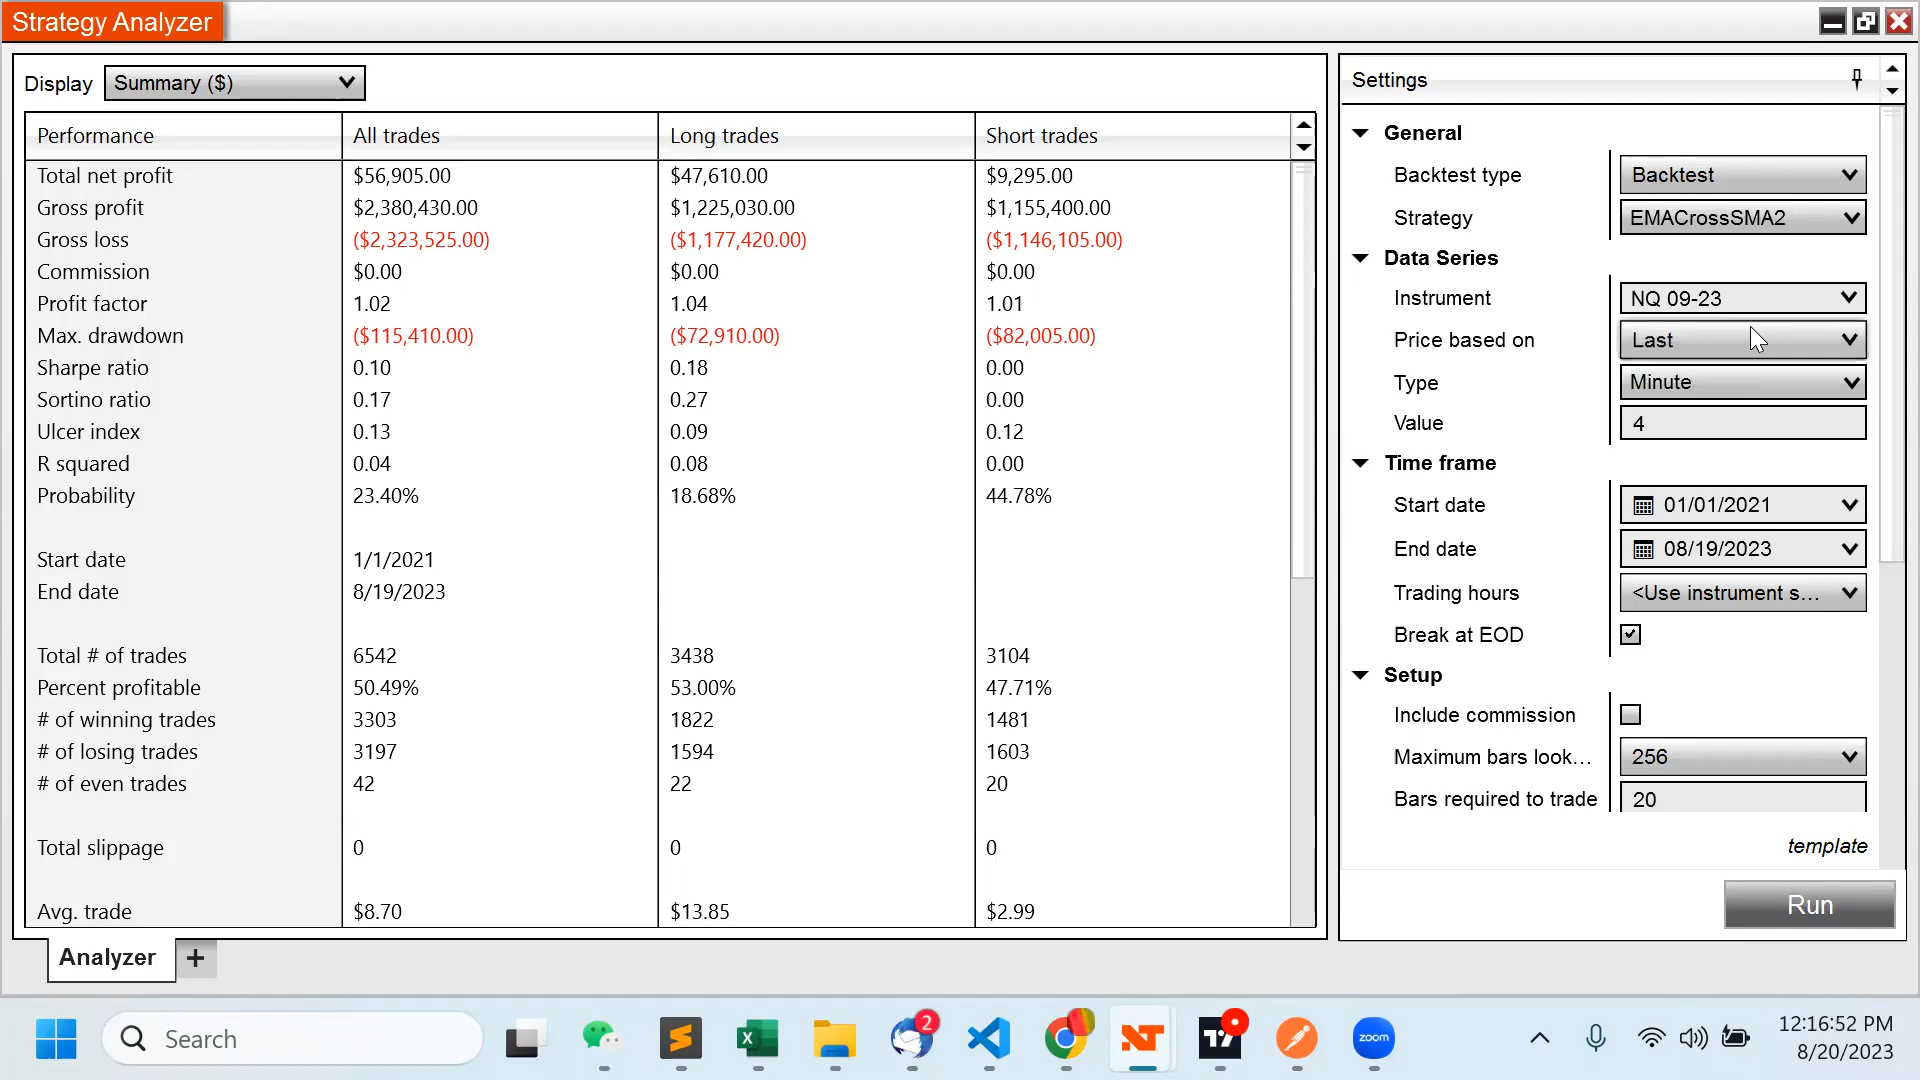 Strategy Analyzer
Display Summary ($)
Performance All trades Long trades Short trades
Total net profit $56,905.00 $47,610.00 $9,295.00
Gross profit $2,380,430.00 $1,225,030.00 $1,155,400.00
Gross loss ($2,323,525.00) ($1,177,420.00) ($1,146,105.00)
Commission $0.00 $0.00 $0.00
Profit factor 1.02 1.04 1.01
Max. drawdown ($115,410.00) ($72,910.00) ($82,005.00)
Sharpe ratio 0.10 0.18 0.00
Sortino ratio 0.17 0.27 0.00
Ulcer index 0.13 0.09 0.12
R squared 0.04 0.08 0.00
Probability 23.40% 18.68% 44.78%
Start date 1/1/2021
End date 8/19/2023
Total # of trades 6542 3438 3104
Percent profitable 50.49% 53.00% 47.71%
# of winning trades 3303 1822 1481
# of losing trades 3197 1594 1603
# of even trades 42 22 20
Total slippage 0 0 0
Avg. trade $8.70 $13.85 $2.99
Analyzer +
Settings
General
Backtest type Backtest
Strategy EMACrossSMA2
Data Series
Instrument NQ 09-23
Price based on Last
Type Minute
Value 4
Time frame
Start date 01/01/2021
End date 08/19/2023
Trading hours <Use instrument s...
Break at EOD
Setup
Include commission
Maximum bars look... 256
Bars required to trade 20
template
Run
Search
2
zoom
12:16:52 PM
8/20/2023